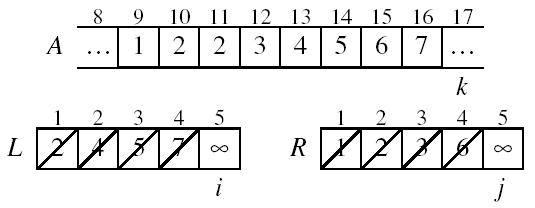 8 9 10 11 12 13 14 15 16 17
A … 1 2 2 3 4 5 6 7 …
k
1 2 3 4 5
L 2 4 5 7 ∞
i
1 2 3 4 5
R 1 2 3 6 ∞
j